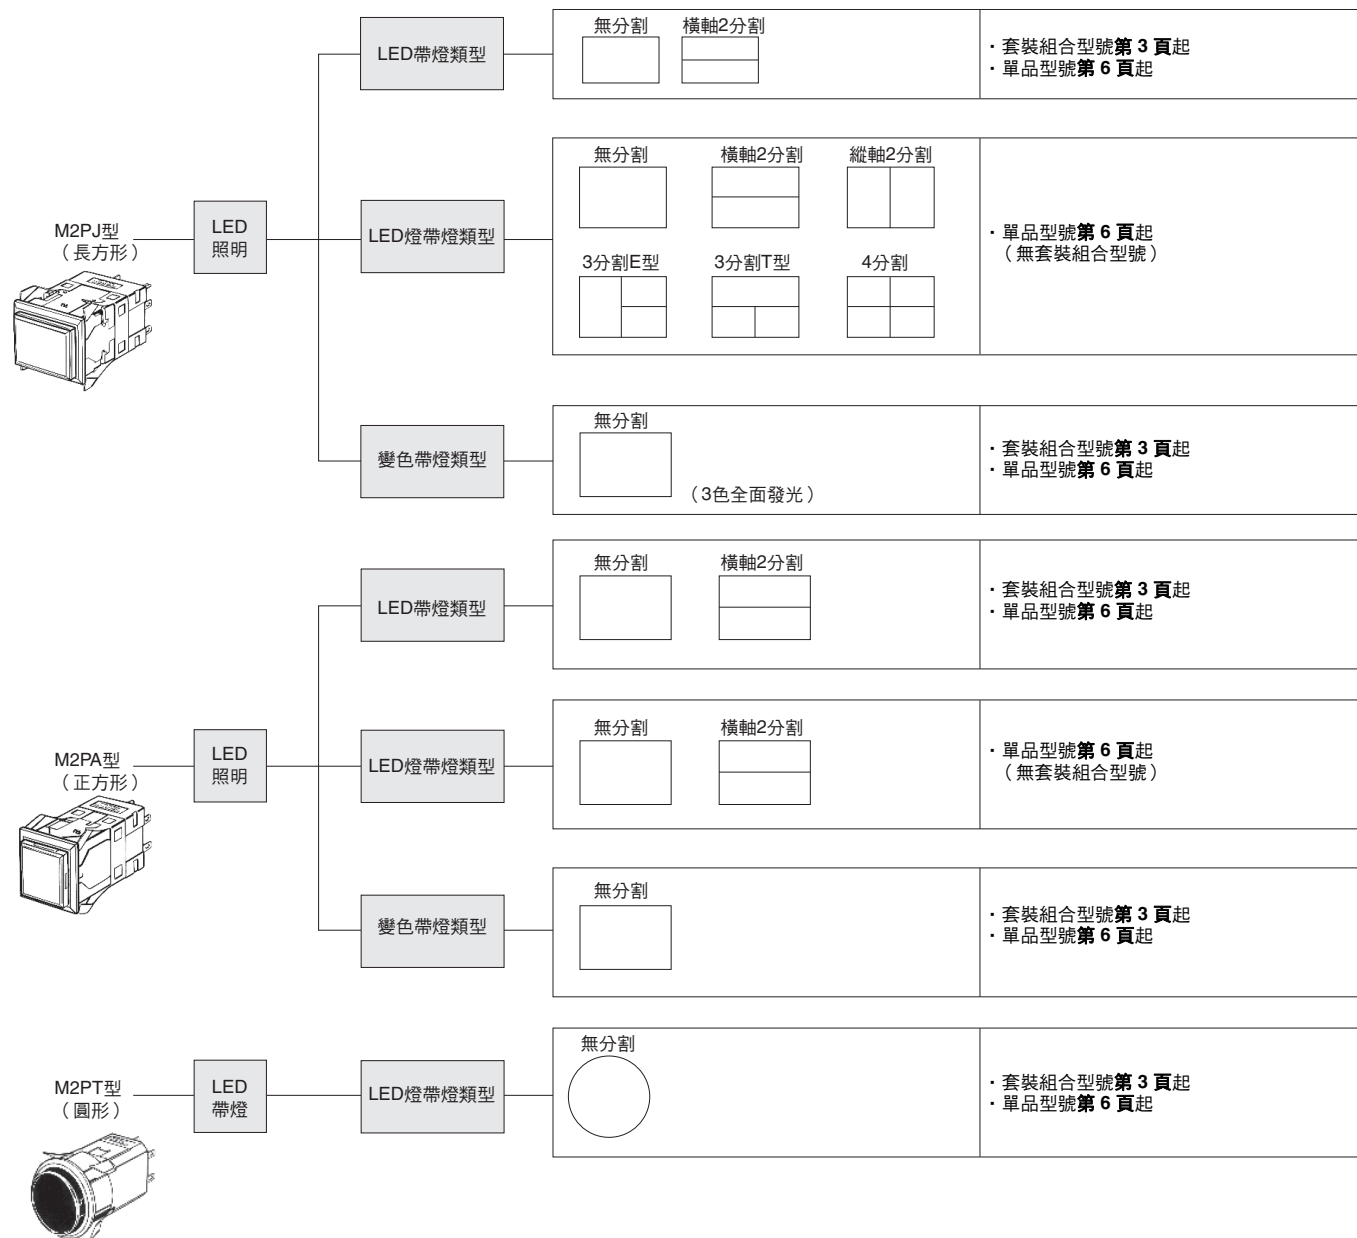 LED帶燈類型
無分割 橫軸2分割
・套裝組合型號第 3 頁起
・單品型號第 6 頁起
M2PJ型
（長方形）
LED
照明
LED燈帶燈類型
無分割 橫軸2分割 縱軸2分割
3分割E型 3分割T型 4分割
・單品型號第 6 頁起
（無套裝組合型號）
變色帶燈類型
無分割
（3色全面發光）
・套裝組合型號第 3 頁起
・單品型號第 6 頁起
LED帶燈類型
無分割 橫軸2分割
・套裝組合型號第 3 頁起
・單品型號第 6 頁起
M2PA型
（正方形）
LED
照明
LED燈帶燈類型
無分割 橫軸2分割
・單品型號第 6 頁起
（無套裝組合型號）
變色帶燈類型
無分割
・套裝組合型號第 3 頁起
・單品型號第 6 頁起
M2PT型
（圓形）
LED
帶燈
LED燈帶燈類型
無分割
・套裝組合型號第 3 頁起
・單品型號第 6 頁起